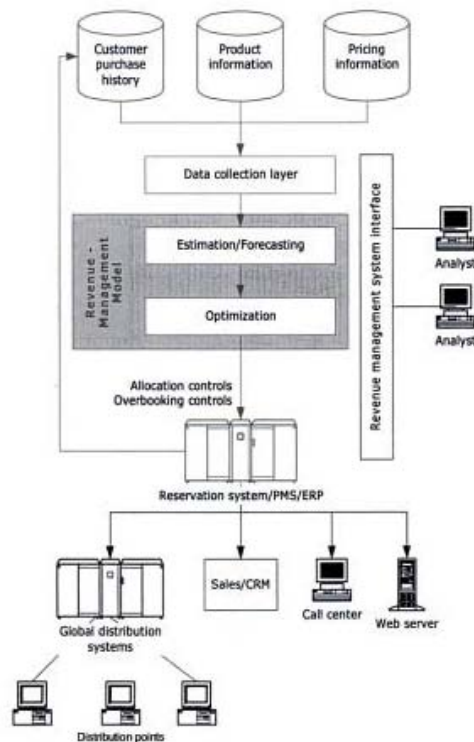 Customer
purchase
history
Product
information
Pricing
information
Data collection layer
Revenue -
Management
Model
Estimation/Forecasting
Optimization
Revenue management system interface
Analyst
Analyst
Allocation controls
Overbooking controls
Reservation system/PMS/ERP
Global distribution
systems
Sales/CRM
Call center
Web server
Distribution points